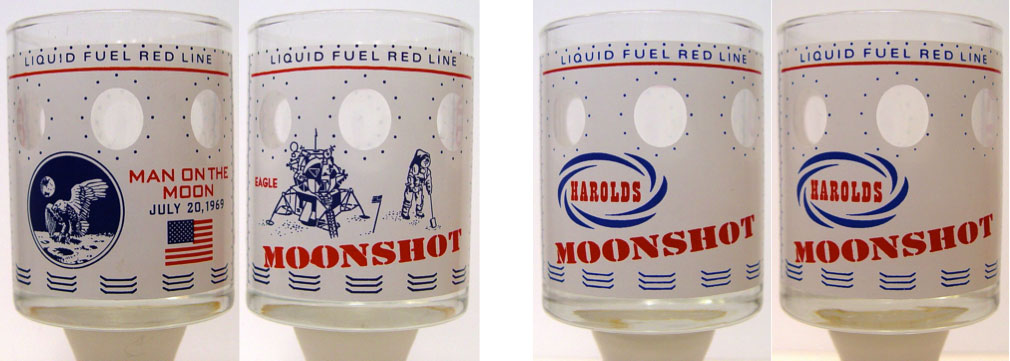 LIQUID FUEL RED LINE
MAN ON THE
MOON
JULY 20, 1969
LIQUID FUEL RED LINE
EAGLE
MOONSHOT
LIQUID FUEL RED LINE
HAROLDS
MOONSHOT
LIQUID FUEL RED LINE
HAROLDS
MOONSHOT